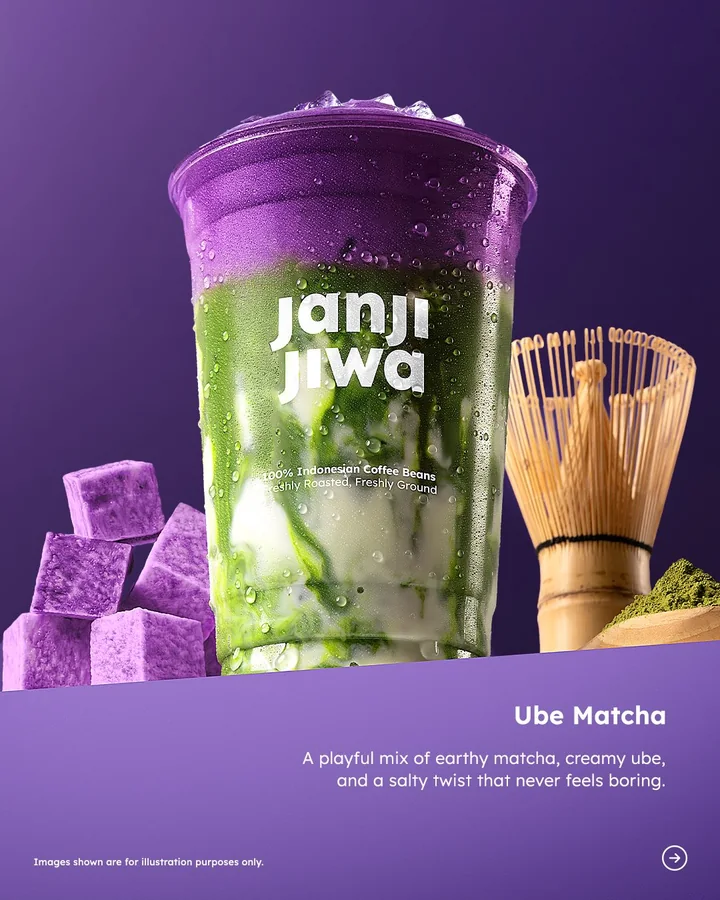 Janji
Jiwa
100% Indonesian Coffee Beans
Freshly Roasted, Freshly Ground
Ube Matcha
A playful mix of earthy matcha, creamy ube,
and a salty twist that never feels boring.
Images shown are for illustration purposes only.